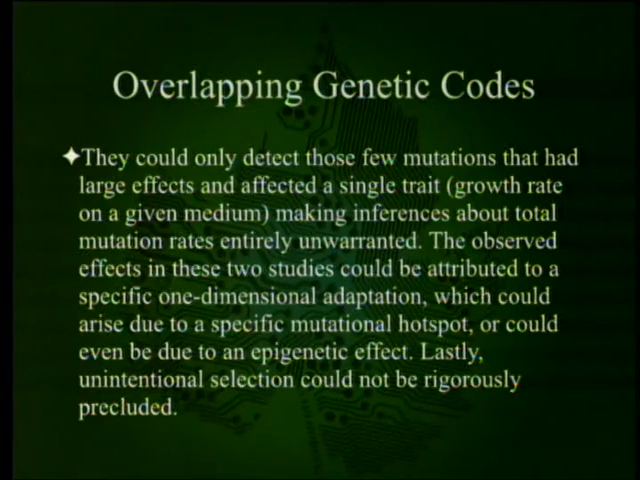 Overlapping Genetic Codes
They could only detect those few mutations that had
large effects and affected a single trait (growth rate
on a given medium) making inferences about total
mutation rates entirely unwarranted. The observed
effects in these two studies could be attributed to a
specific one-dimensional adaptation, which could
arise due to a specific mutational hotspot, or could
even be due to an epigenetic effect. Lastly,
unintentional selection could not be rigorously
precluded.